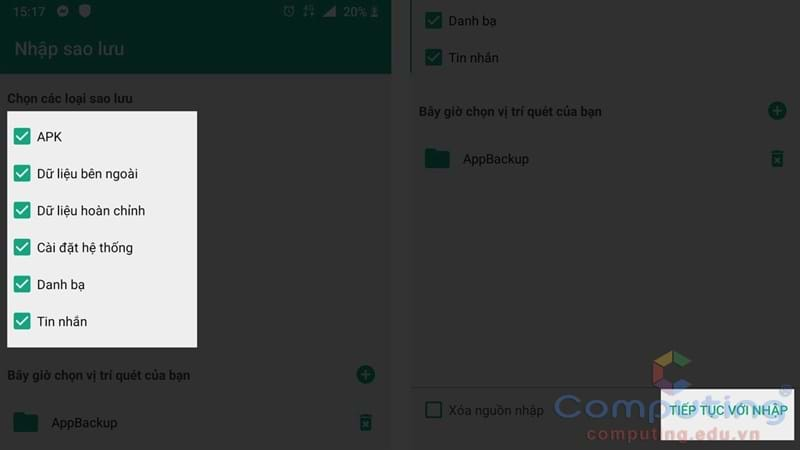 15:17
4G
20%
Nhập sao lưu
Chọn các loại sao lưu
APK
Dữ liệu bên ngoài
Dữ liệu hoàn chỉnh
Cài đặt hệ thống
Danh bạ
Tin nhắn
Bây giờ chọn vị trí quét của bạn
AppBackup
Danh bạ
Tin nhắn
Bây giờ chọn vị trí quét của bạn
AppBackup
Xóa nguồn nhập
TIẾP TỤC VỚI NHẬP
Computing®
computing.edu.vn